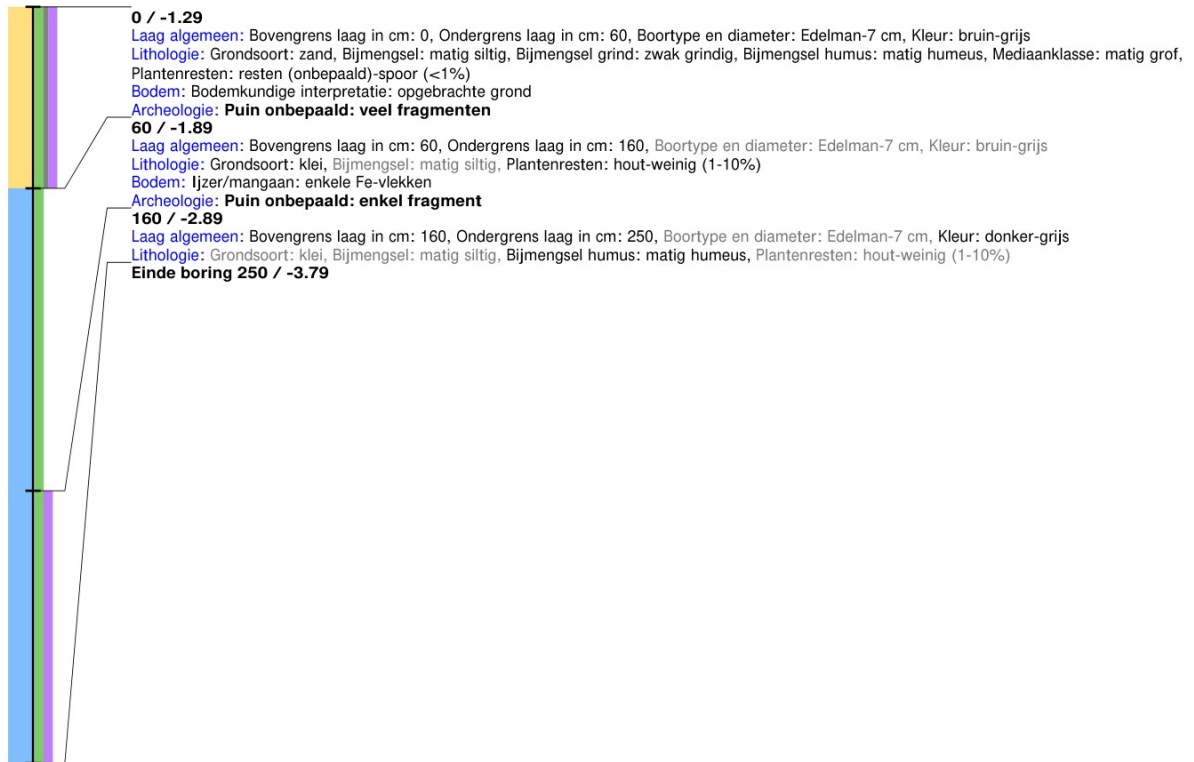 0 / -1.29
Laag algemeen: Bovengrens laag in cm: 0, Ondergrens laag in cm: 60, Boortype en diameter: Edelman-7 cm, Kleur: bruin-grijs
Lithologie: Grondsoort: zand, Bijmengsel: matig siltig, Bijmengsel grind: zwak grindig, Bijmengsel humus: matig humeus, Mediaanklasse: matig grof,
Plantenresten: resten (onbepaald)-spoor (<1%)
Bodem: Bodemkundige interpretatie: opgebrachte grond
Archeologie: Puin onbepaald: veel fragmenten
60 / -1.89
Laag algemeen: Bovengrens laag in cm: 60, Ondergrens laag in cm: 160, Boortype en diameter: Edelman-7 cm, Kleur: bruin-grijs
Lithologie: Grondsoort: klei, Bijmengsel: matig siltig, Plantenresten: hout-weinig (1-10%)
Bodem: Ijzer/mangaan: enkele Fe-vlekken
Archeologie: Puin onbepaald: enkel fragment
160 / -2.89
Laag algemeen: Bovengrens laag in cm: 160, Ondergrens laag in cm: 250, Boortype en diameter: Edelman-7 cm, Kleur: donker-grijs
Lithologie: Grondsoort: klei, Bijmengsel: matig siltig, Bijmengsel humus: matig humeus, Plantenresten: hout-weinig (1-10%)
Einde boring 250 / -3.79